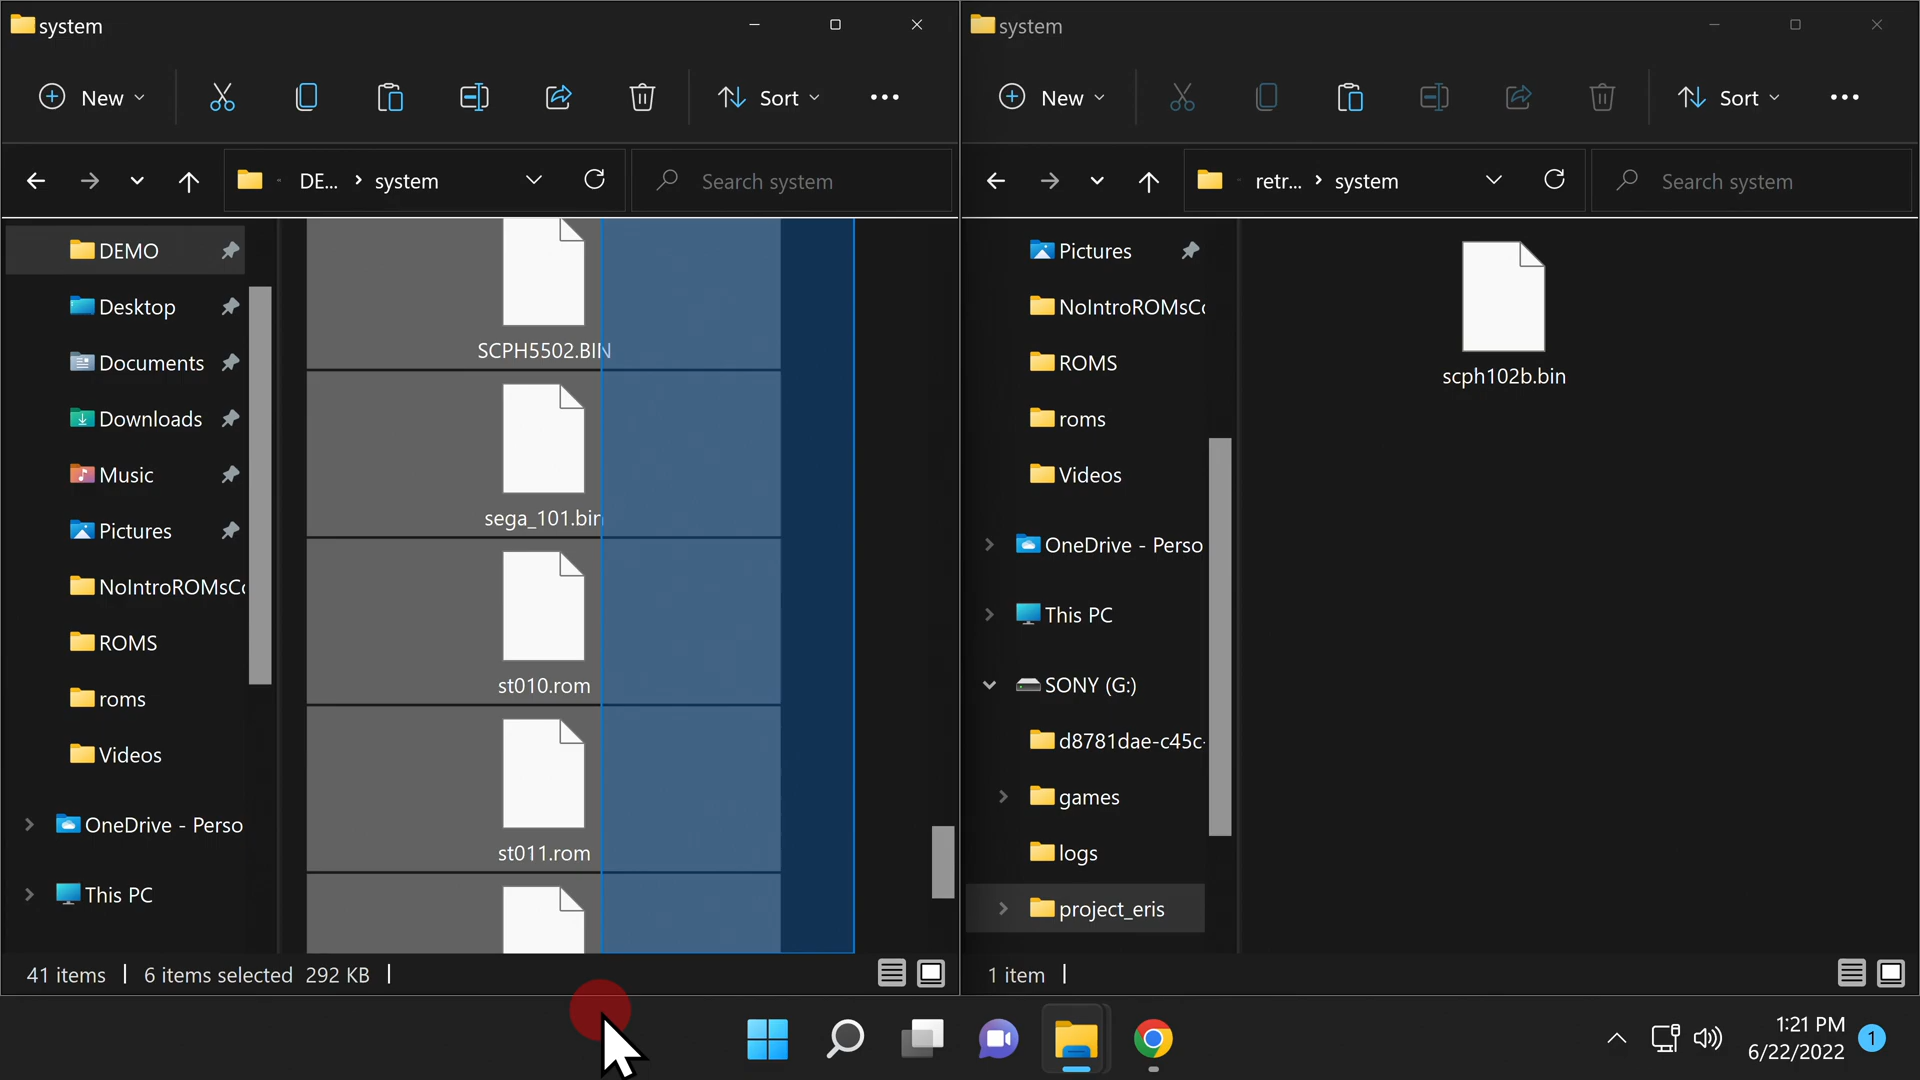 system
New
Sort
DE...
system
Search system
DEMO
Desktop
Documents
Downloads
Music
Pictures
NoIntroROMsCo
ROMS
roms
Videos
OneDrive - Perso
This PC
SCPH5502.BIN
sega_101.bin
st010.rom
st011.rom
41 items
6 items selected 292 KB
system
New
Sort
retr...
system
Search system
Pictures
NoIntroROMsCo
ROMS
roms
Videos
OneDrive - Perso
This PC
SONY (G:)
d8781dae-c45c-
games
logs
project_eris
scph102b.bin
1 item
1:21 PM
6/22/2022
1